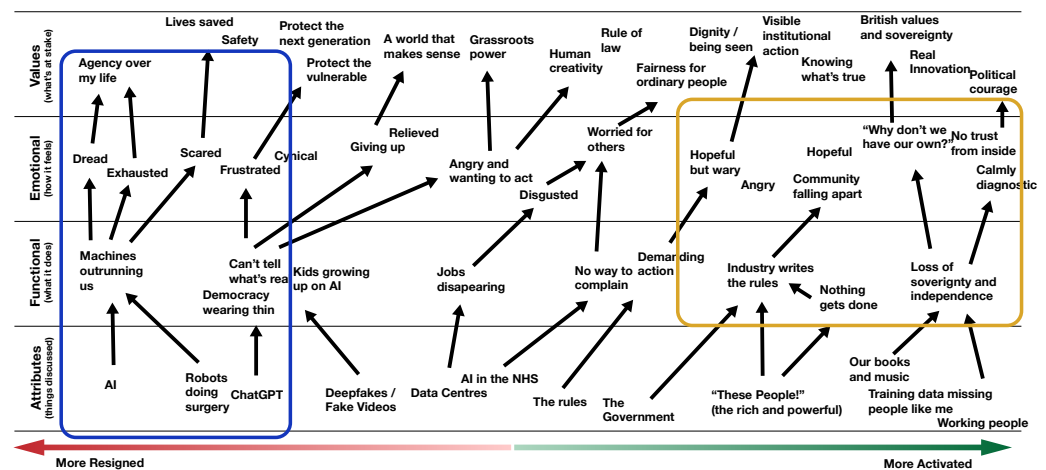 Values
(what's at stake)
Lives saved
Safety
Agency over
my life
Protect the
next generation
Protect the
vulnerable
A world that
makes sense
Grassroots
power
Human
creativity
Rule of
law
Fairness for
ordinary people
Dignity /
being seen
Visible
institutional
action
Knowing
what's true
British values
and sovereignty
Real
Innovation
Political
courage
Emotional
(how it feels)
Dread
Exhausted
Scared
Frustrated
Cynical
Relieved
Giving up
Angry and
wanting to act
Disgusted
Worried for
others
Hopeful
but wary
Angry
Hopeful
Community
falling apart
“Why don't we
have our own?”
No trust
from inside
Calmly
diagnostic
Functional
(what it does)
Machines
outrunning
us
Can't tell
what's real
Democracy
wearing thin
Kids growing
up on AI
Jobs
disapearing
No way to
complain
Demanding
action
Industry writes
the rules
Nothing
gets done
Loss of
soverignty and
independence
Attributes
(things discussed)
AI
Robots
doing
surgery
ChatGPT
Deepfakes /
Fake Videos
Data Centres
AI in the NHS
The rules
The
Government
“These People!”
(the rich and powerful)
Our books
and music
Training data missing
people like me
Working people
More Resigned
More Activated